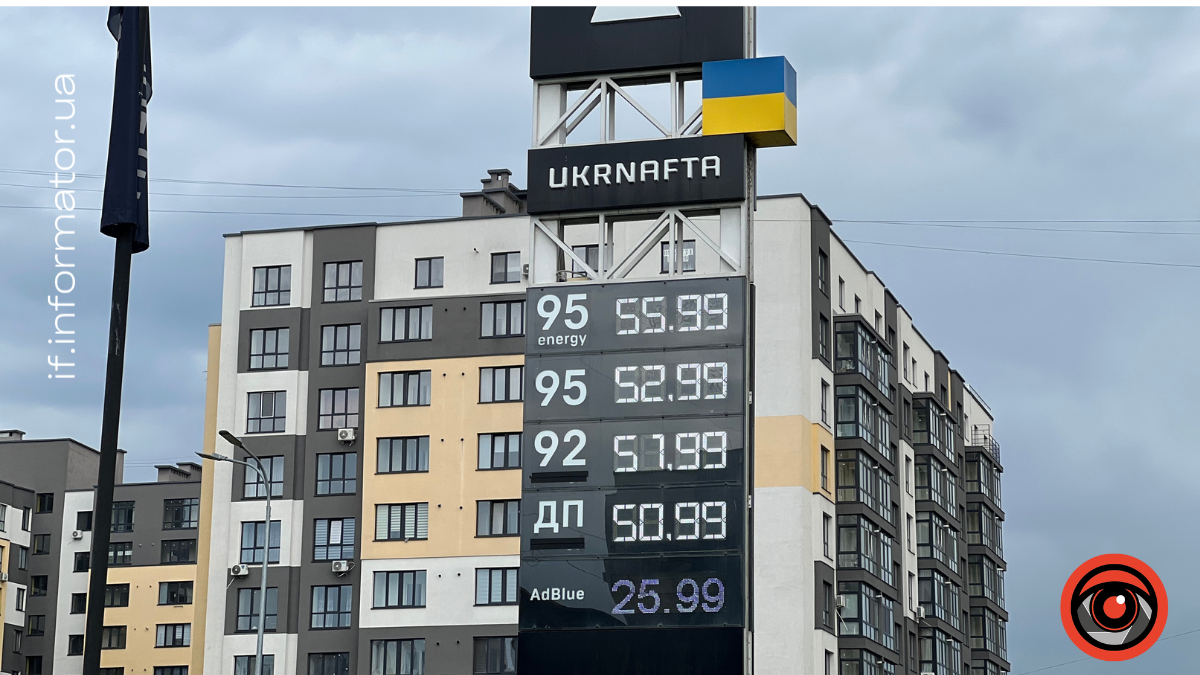 if.informator.ua
UKRNAFTA
95 55.99
energy
95 52.99
92 51.99
ДП 50.99
AdBlue 25.99